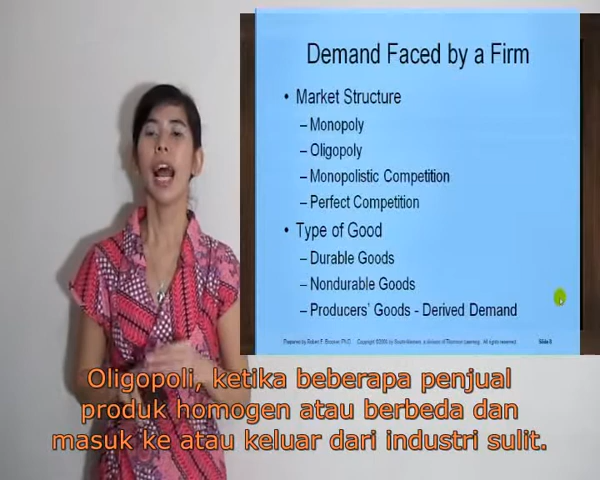 Demand Faced by a Firm
• Market Structure
– Monopoly
– Oligopoly
– Monopolistic Competition
– Perfect Competition
• Type of Good
– Durable Goods
– Nondurable Goods
– Producers' Goods - Derived Demand
Oligopoli, ketika beberapa penjual
produk homogen atau berbeda dan
masuk ke atau keluar dari industri sulit.